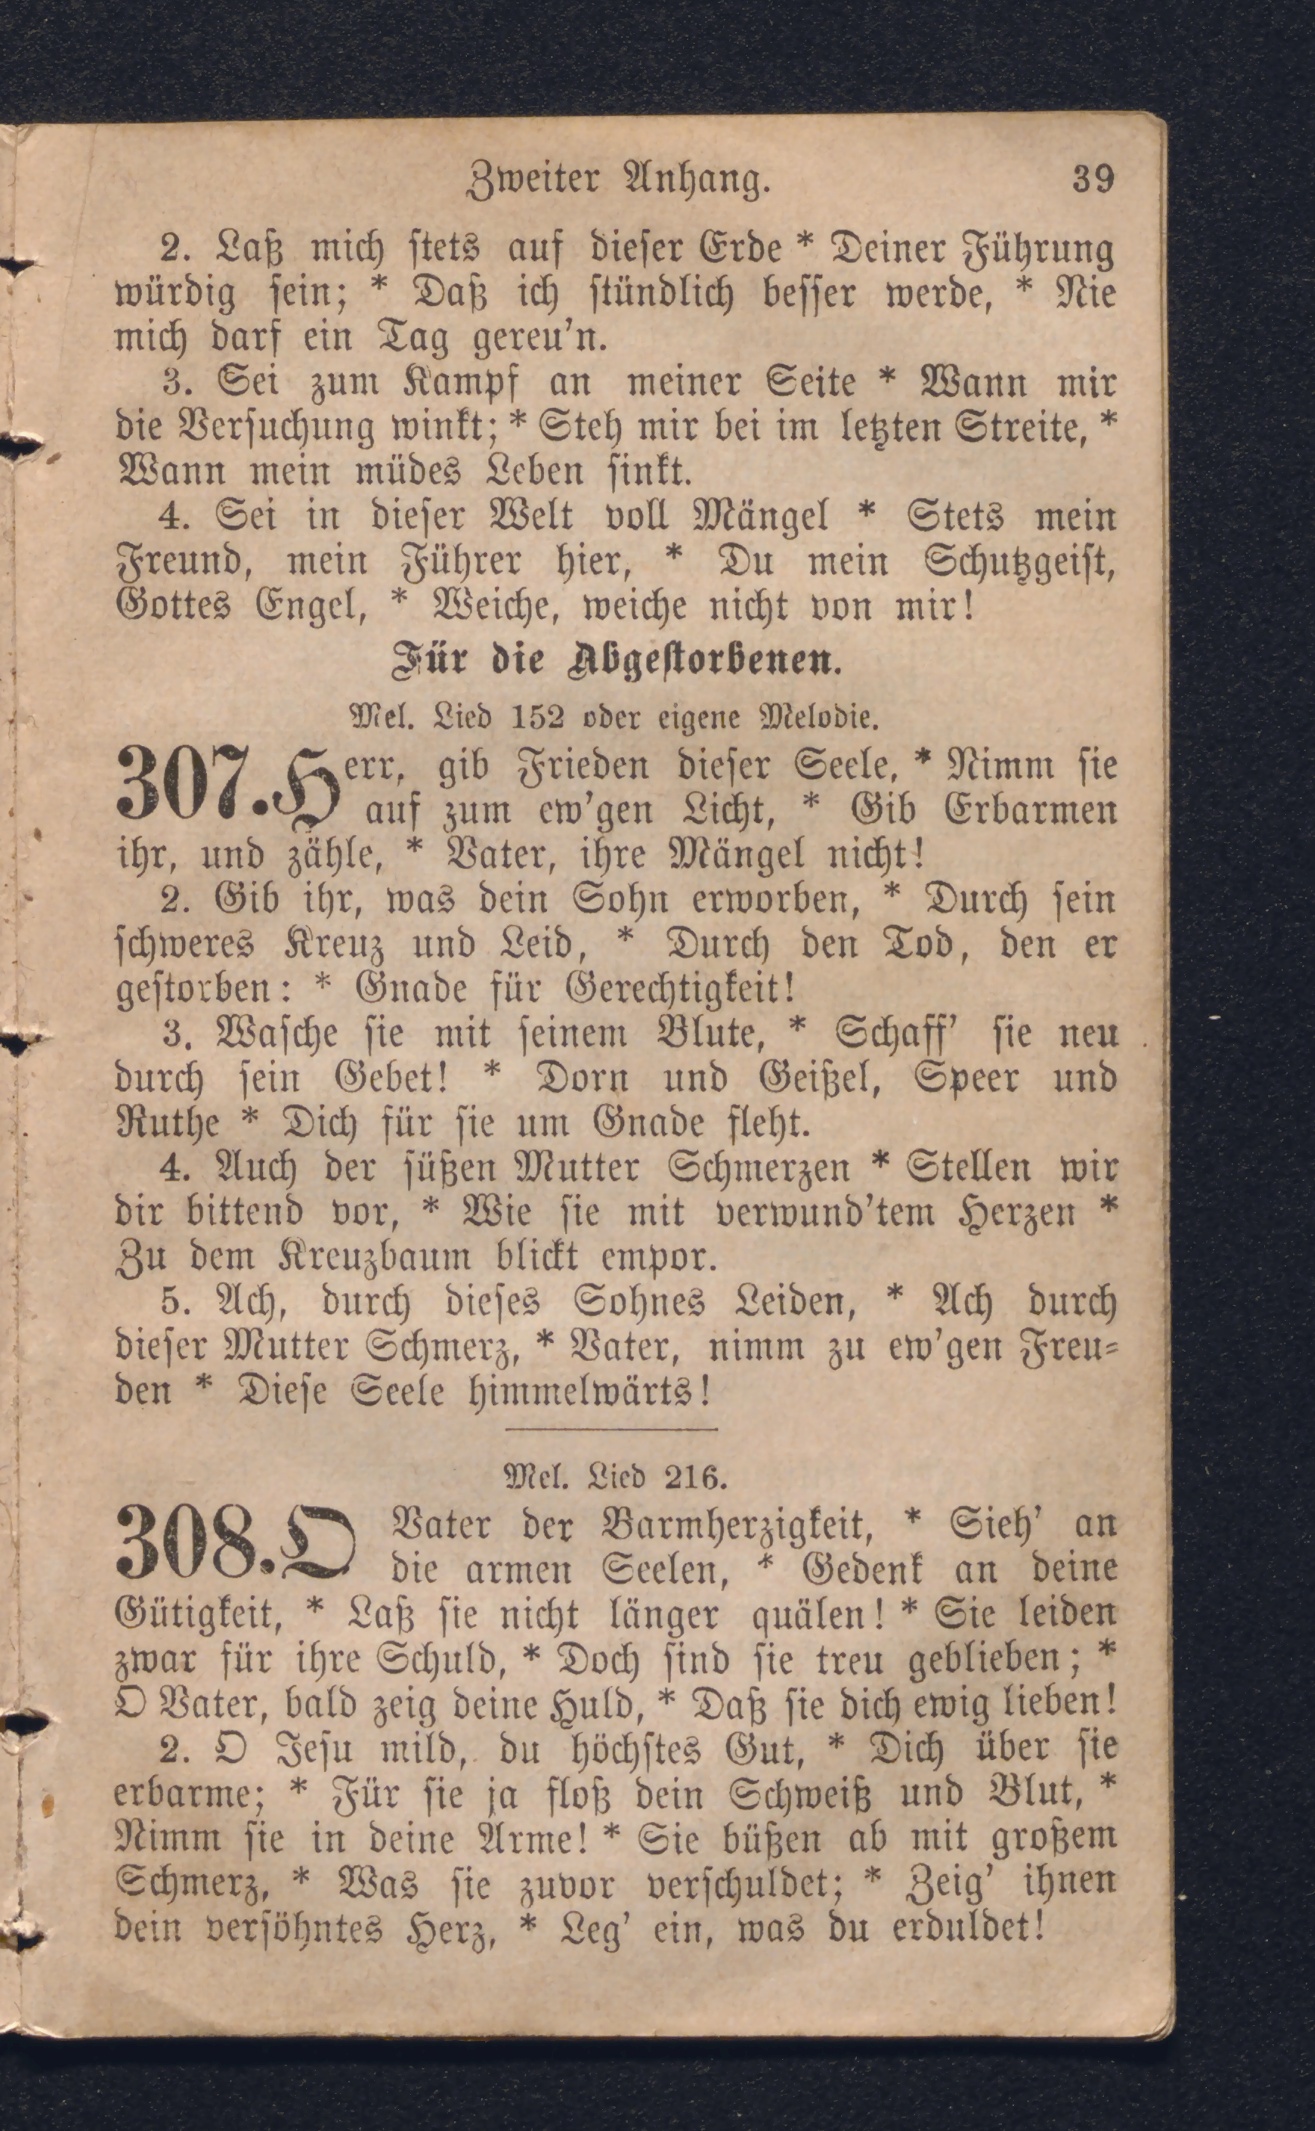 Zweiter Anhang. 39
2. Laß mich stets auf dieser Erde * Deiner Führung
würdig sein; * Daß ich stündlich besser werde, * Nie
mich darf ein Tag gereu’n.
3. Sei zum Kampf an meiner Seite * Wann mir
die Versuchung winkt; * Steh mir bei im letzten Streite, *
Wann mein müdes Leben sinkt.
4. Sei in dieser Welt voll Mängel * Stets mein
Freund, mein Führer hier, * Du mein Schutzgeist,
Gottes Engel, * Weiche, weiche nicht von mir!
Für die Abgestorbenen.
Mel. Lied 152 oder eigene Melodie.
307. Herr, gib Frieden dieser Seele, * Nimm sie
auf zum ew’gen Licht, * Gib Erbarmen
ihr, und zähle, * Vater, ihre Mängel nicht!
2. Gib ihr, was dein Sohn erworben, * Durch sein
schweres Kreuz und Leid, * Durch den Tod, den er
gestorben: * Gnade für Gerechtigkeit!
3. Wasche sie mit seinem Blute, * Schaff’ sie neu
durch sein Gebet! * Dorn und Geißel, Speer und
Ruthe * Dich für sie um Gnade fleht.
4. Auch der süßen Mutter Schmerzen * Stellen wir
dir bittend vor, * Wie sie mit verwund’tem Herzen *
Zu dem Kreuzbaum blickt empor.
5. Ach, durch dieses Sohnes Leiden, * Ach durch
dieser Mutter Schmerz, * Vater, nimm zu ew’gen Freu-
den * Diese Seele himmelwärts!
Mel. Lied 216.
308. O Vater der Barmherzigkeit, * Sieh’ an
die armen Seelen, * Gedenk an deine
Gütigkeit, * Laß sie nicht länger quälen! * Sie leiden
zwar für ihre Schuld, * Doch sind sie treu geblieben; *
O Vater, bald zeig deine Huld, * Daß sie dich ewig lieben!
2. O Jesu mild, du höchstes Gut, * Dich über sie
erbarme; * Für sie ja floß dein Schweiß und Blut, *
Nimm sie in deine Arme! * Sie büßen ab mit großem
Schmerz, * Was sie zuvor verschuldet; * Zeig’ ihnen
dein versöhntes Herz, * Leg’ ein, was du erduldet!